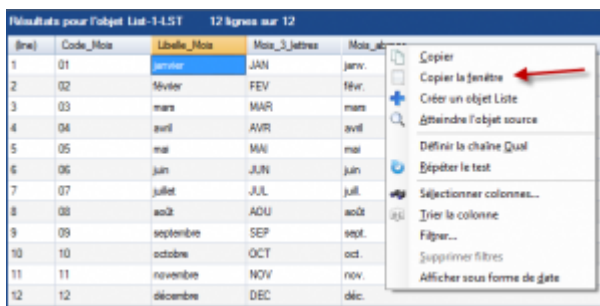 Résultats pour l'objet List-1-LST 12 lignes sur 12
(line) Code_Mois Libelle_Mois Mois_3_lettres
1 01 janvier JAN janv.
2 02 février FEV févr.
3 03 mars MAR mars
4 04 avril AVR avril
5 05 mai MAI mai
6 06 juin JUN juin
7 07 juillet JUL juil.
8 08 août AOU août
9 09 septembre SEP sept.
10 10 octobre OCT oct.
11 11 novembre NOV nov.
12 12 décembre DEC déc.
Copier
Copier la fenêtre
Créer un objet Liste
Atteindre l'objet source
Définir la chaîne Qual
Répéter le test
Sélectionner colonnes...
Trier la colonne
Filtrer...
Supprimer filtres
Afficher sous forme de date